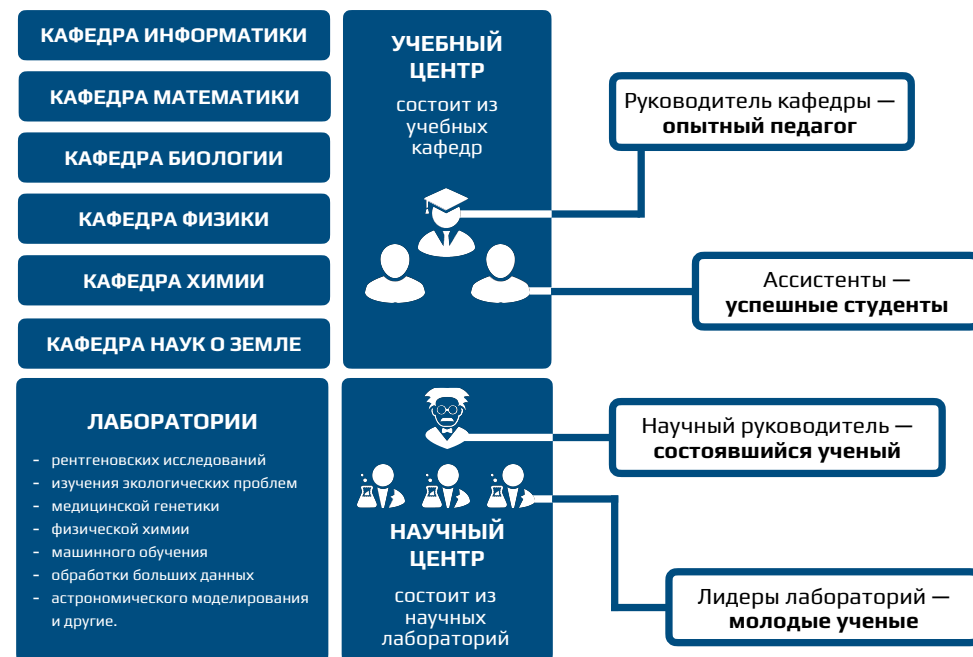 КАФЕДРА ИНФОРМАТИКИ
КАФЕДРА МАТЕМАТИКИ
КАФЕДРА БИОЛОГИИ
КАФЕДРА ФИЗИКИ
КАФЕДРА ХИМИИ
КАФЕДРА НАУК О ЗЕМЛЕ
УЧЕБНЫЙ
ЦЕНТР
состоит из
учебных
кафедр
Руководитель кафедры —
опытный педагог
Ассистенты —
успешные студенты
ЛАБОРАТОРИИ
- рентгеновских исследований
- изучения экологических проблем
- медицинской генетики
- физической химии
- машинного обучения
- обработки больших данных
- астрономического моделирования
и другие.
НАУЧНЫЙ
ЦЕНТР
состоит из
научных
лабораторий
Научный руководитель —
состоявшийся ученый
Лидеры лабораторий —
молодые ученые